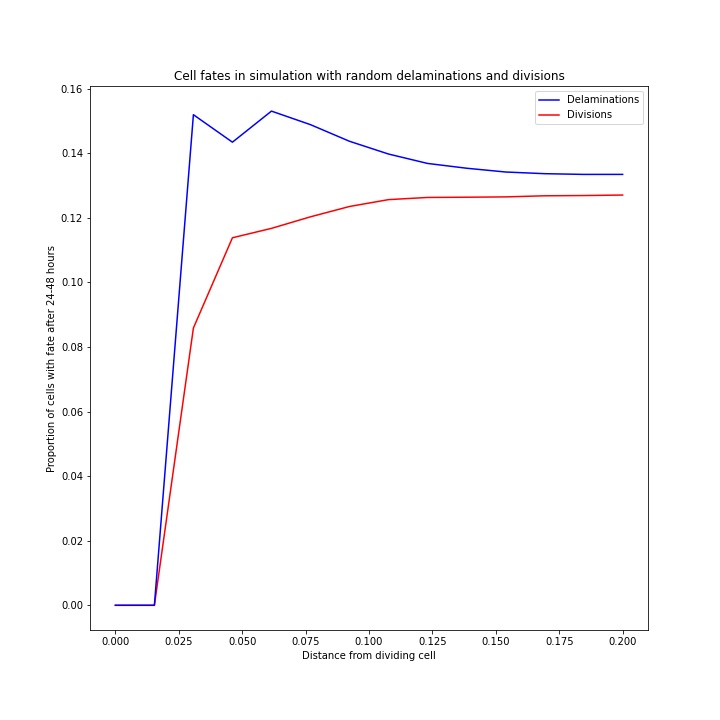 Cell fates in simulation with random delaminations and divisions
Delaminations
Divisions
Proportion of cells with fate after 24-48 hours
0.16
0.14
0.12
0.10
0.08
0.06
0.04
0.02
0.00
0.000 0.025 0.050 0.075 0.100 0.125 0.150 0.175 0.200
Distance from dividing cell